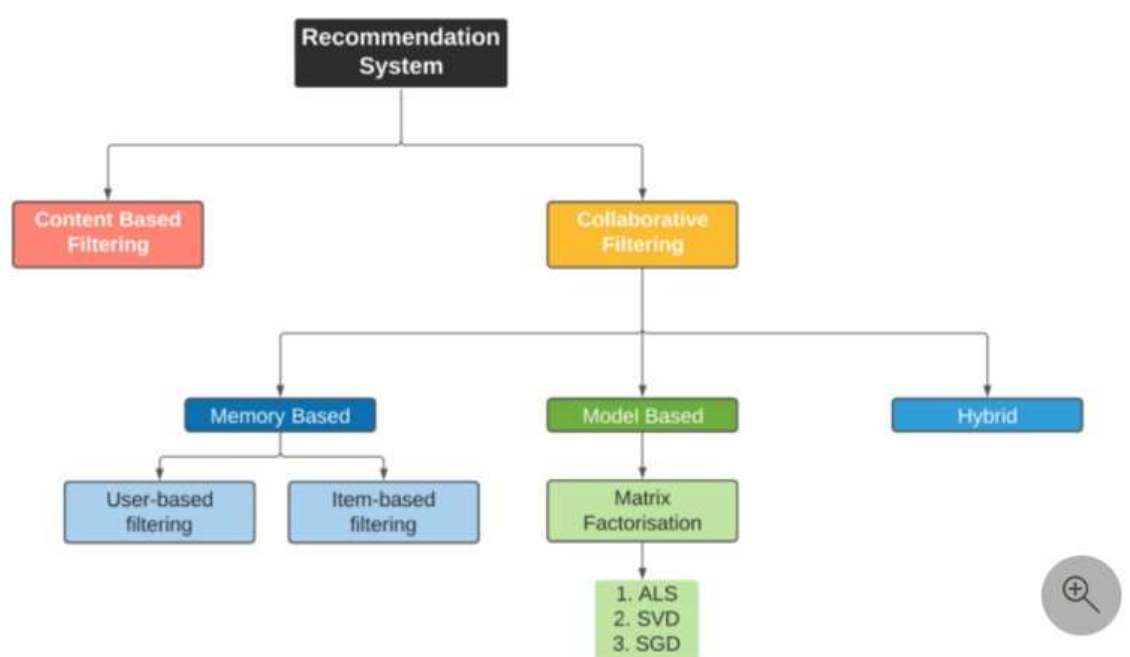 Recommendation
System
Content Based
Filtering
Collaborative
Filtering
Memory Based
Model Based
Hybrid
User-based
filtering
Item-based
filtering
Matrix
Factorisation
1. ALS
2. SVD
3. SGD